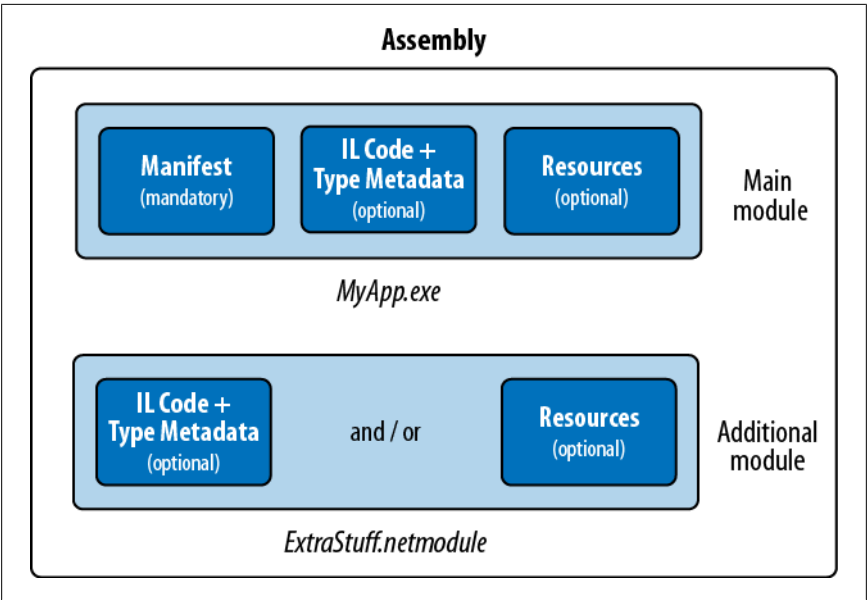 Assembly
Manifest
(mandatory)
IL Code +
Type Metadata
(optional)
Resources
(optional)
Main
module
MyApp.exe
IL Code +
Type Metadata
(optional)
and / or
Resources
(optional)
Additional
module
ExtraStuff.netmodule